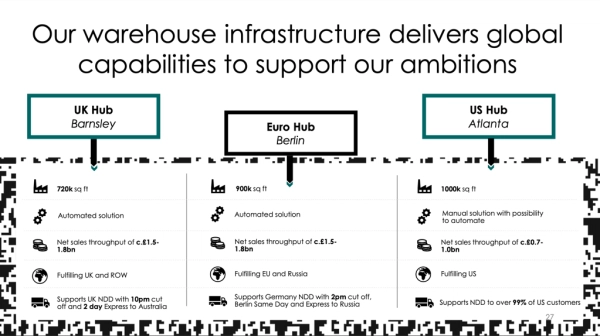 Our warehouse infrastructure delivers global
capabilities to support our ambitions
UK Hub
Barnsley
Euro Hub
Berlin
US Hub
Atlanta
720k sq ft
Automated solution
Net sales throughput of c.£1.5-
1.8bn
Fulfilling UK and ROW
Supports UK NDD with 10pm cut
off and 2 day Express to Australia
900k sq ft
Automated solution
Net sales throughput of c.£1.5-
1.8bn
Fulfilling EU and Russia
Supports Germany NDD with 2pm cut off,
Berlin Same Day and Express to Russia
1000k sq ft
Manual solution with possibility
to automate
Net sales throughput of c.£0.7-
1.0bn
Fulfilling US
Supports NDD to over 99% of US customers
27